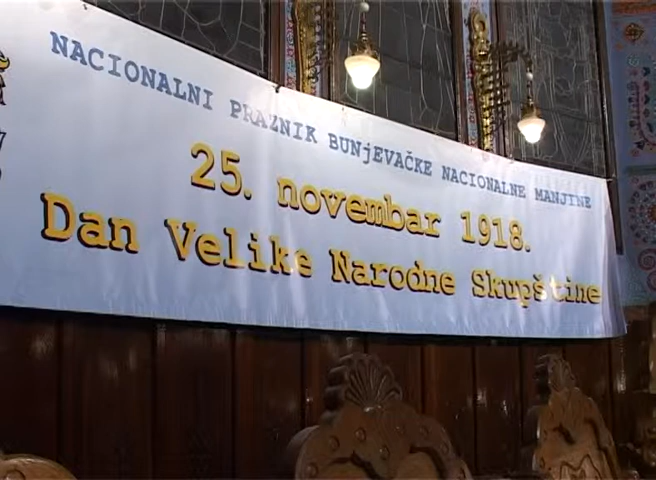 NACIONALNI PRAZNIK BUNjEVAČKE NACIONALNE MANJINE
25. novembar 1918.
Dan Velike Narodne Skupštine